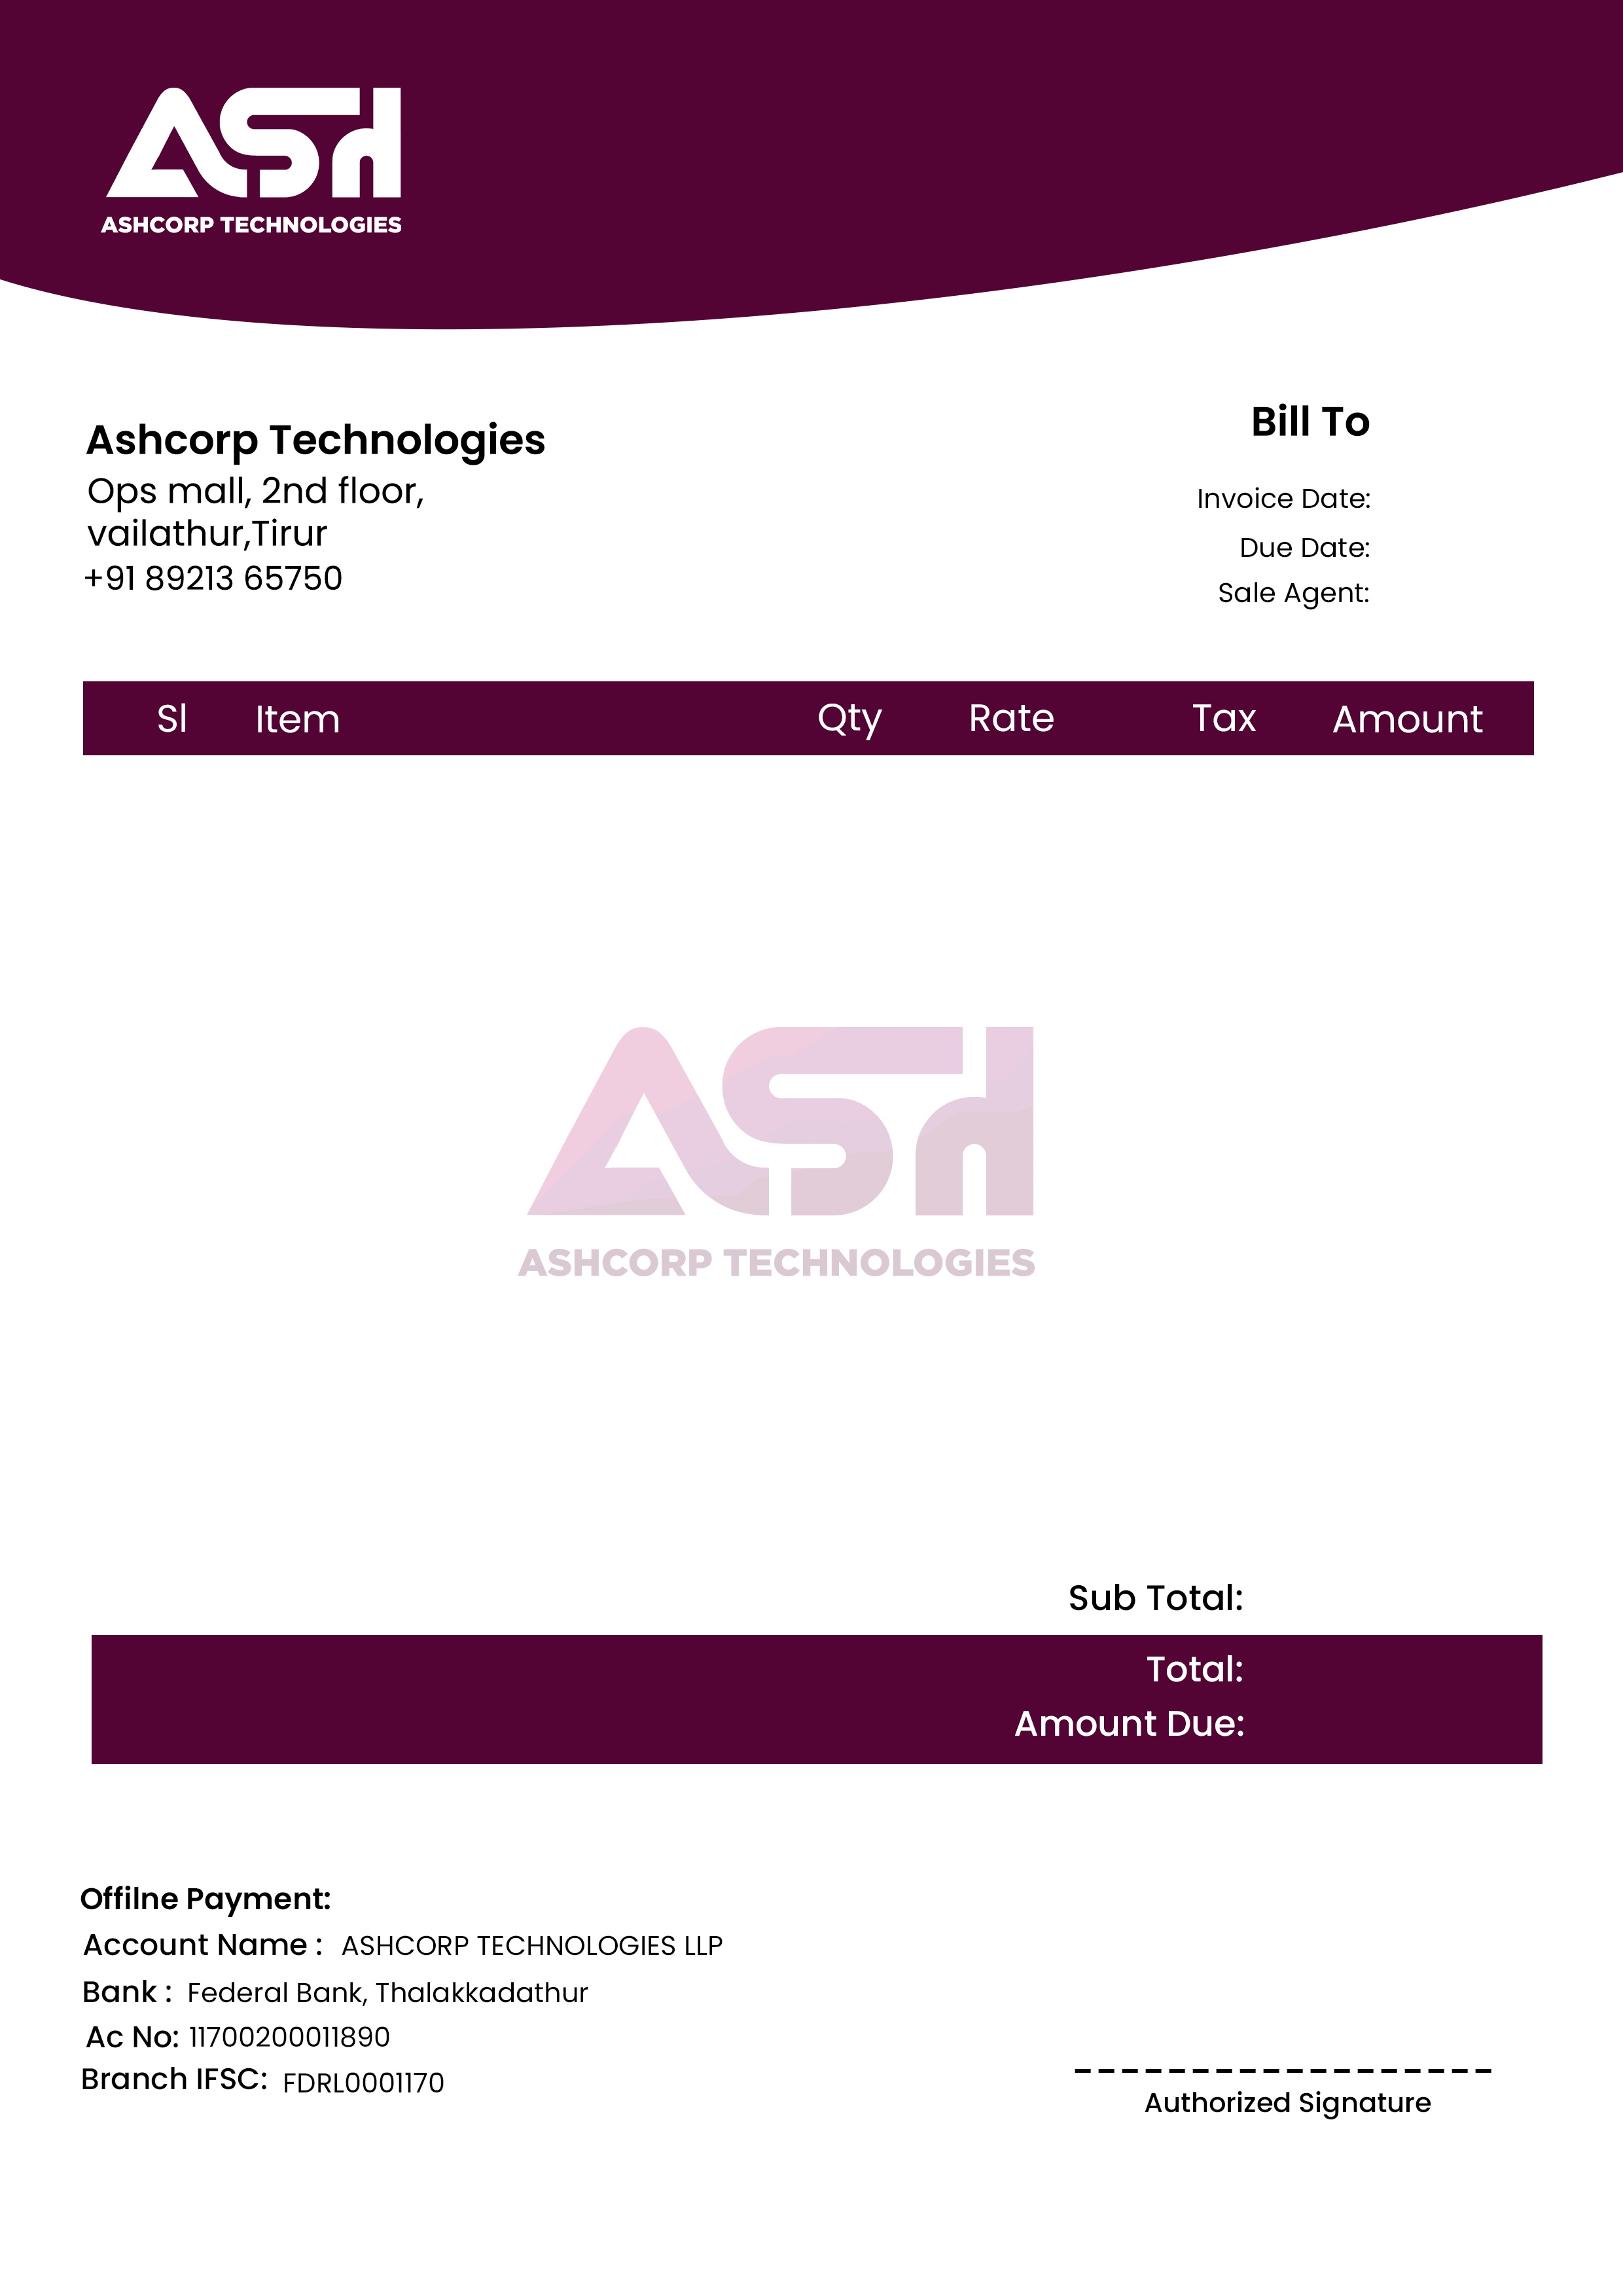 ASH
ASHCORP TECHNOLOGIES
Ashcorp Technologies
Ops mall, 2nd floor,
vailathur,Tirur
+91 89213 65750
Bill To
Invoice Date:
Due Date:
Sale Agent:
Sl Item Qty Rate Tax Amount
ASH
ASHCORP TECHNOLOGIES
Sub Total:
Total:
Amount Due:
Offilne Payment:
Account Name : ASHCORP TECHNOLOGIES LLP
Bank : Federal Bank, Thalakkadathur
Ac No: 11700200011890
Branch IFSC: FDRL0001170
Authorized Signature